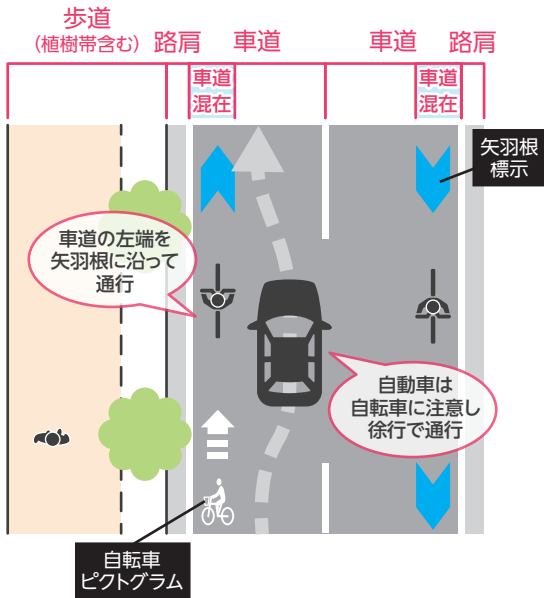 歩道
(植樹帯含む)
路肩
車道
車道
路肩
車道
混在
車道
混在
矢羽根
標示
車道の左端を
矢羽根に沿って
通行
自動車は
自転車に注意し
徐行で通行
自転車
ピクトグラム